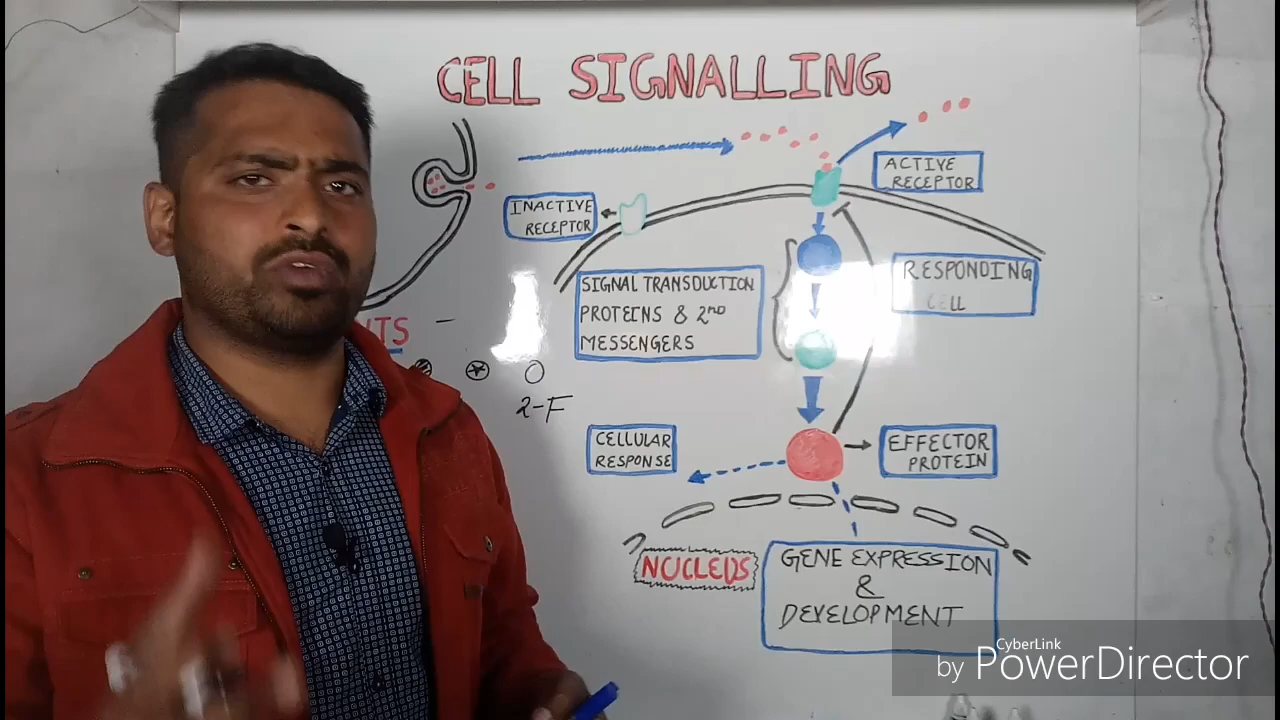 CELL SIGNALLING
ACTIVE
RECEPTOR
INACTIVE
RECEPTOR
SIGNAL TRANSDUCTION
PROTEINS & 2ND
MESSENGERS
RESPONDING
CELL
2-F
CELLULAR
RESPONSE
EFFECTOR
PROTEIN
NUCLEUS
GENE EXPRESSION
&
DEVELOPMENT
CyberLink
by PowerDirector